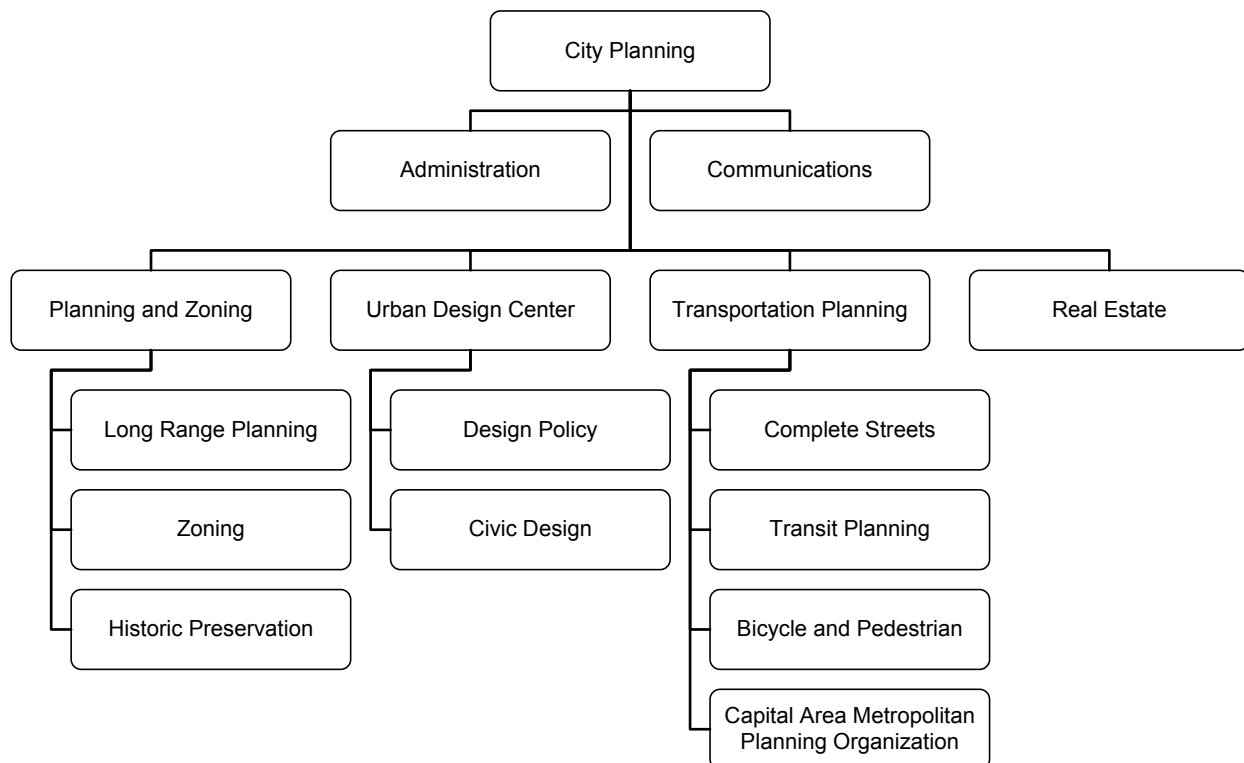 City Planning
Administration
Communications
Planning and Zoning
Urban Design Center
Transportation Planning
Real Estate
Long Range Planning
Design Policy
Complete Streets
Zoning
Civic Design
Transit Planning
Historic Preservation
Bicycle and Pedestrian
Capital Area Metropolitan
Planning Organization